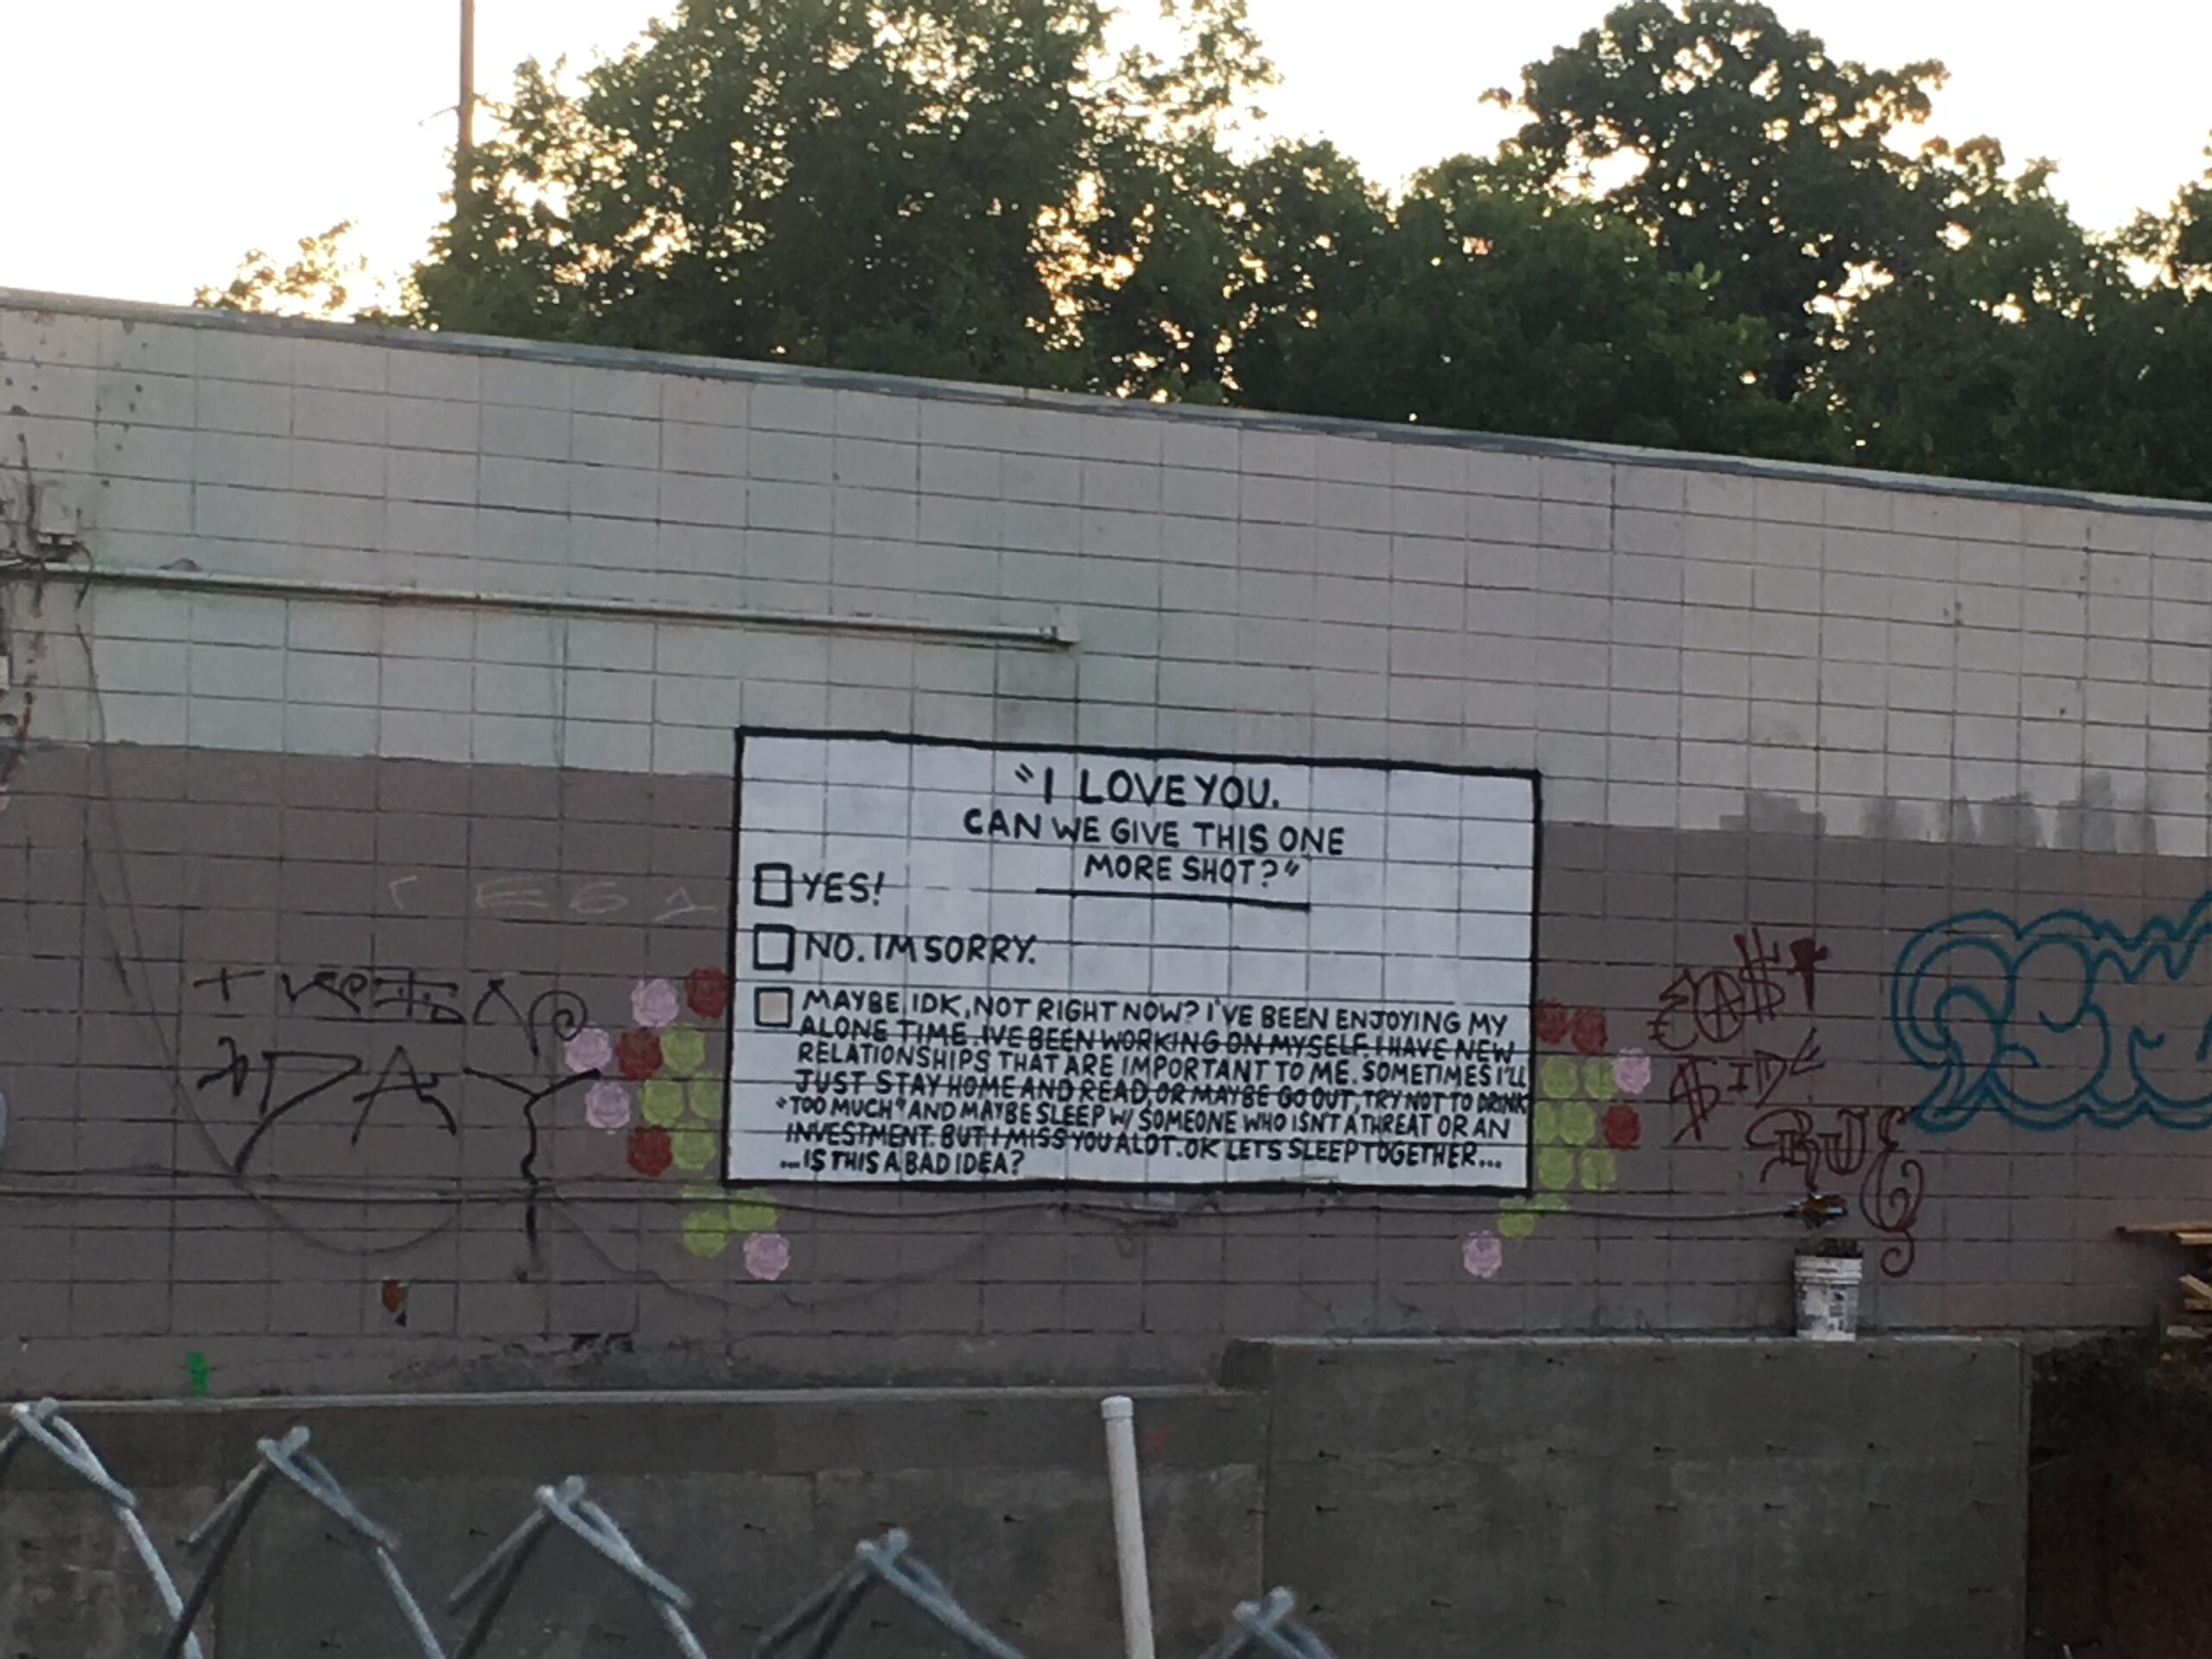 "I LOVE YOU.
CAN WE GIVE THIS ONE
MORE SHOT?"
YES!
NO. IM SORRY.
MAYBE, IDK, NOT RIGHT NOW? I'VE BEEN ENJOYING MY
ALONE TIME. IVE BEEN WORKING ON MYSELF. I HAVE NEW
RELATIONSHIPS THAT ARE IMPORTANT TO ME. SOMETIMES I'LL
JUST STAY HOME AND READ, OR MAYBE GO OUT, TRY NOT TO DRINK
"TOO MUCH" AND MAYBE SLEEP W/ SOMEONE WHO ISN'T A THREAT OR AN
INVESTMENT. BUT I MISS YOU ALOT. OK LETS SLEEP TOGETHER...
...IS THIS A BAD IDEA?
DAY
EA$T
$IDE